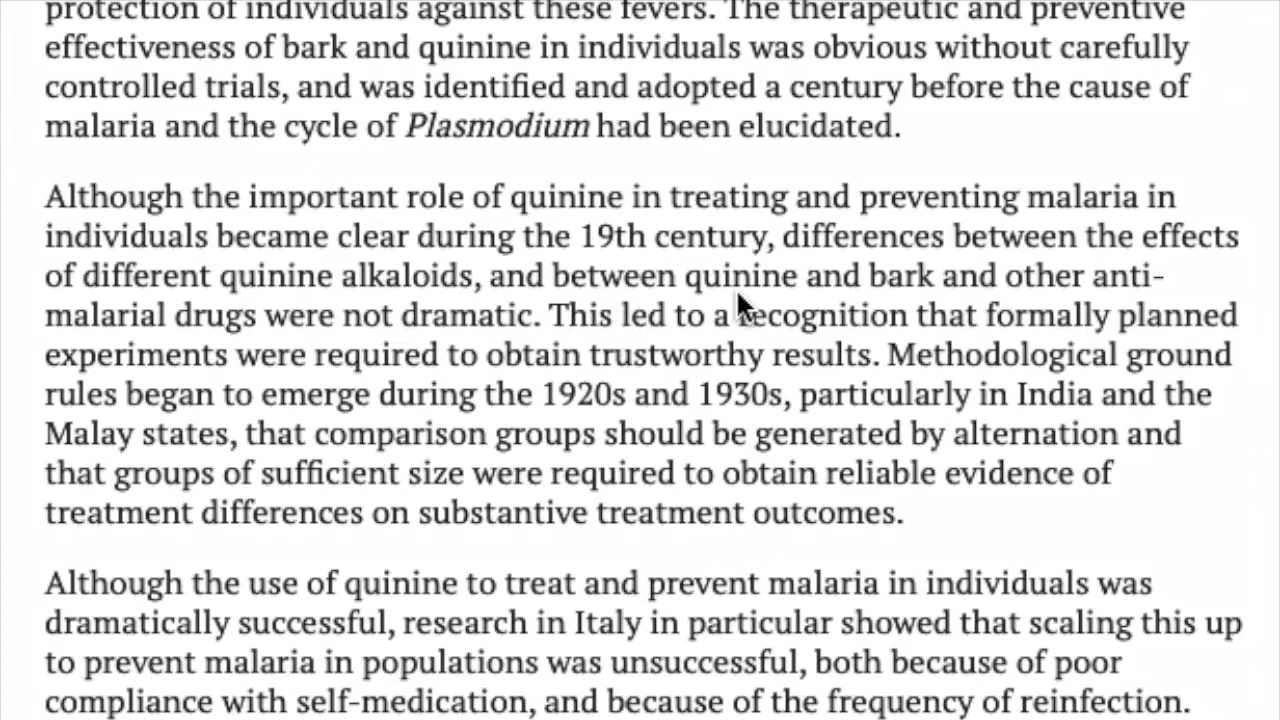 protection of individuals against these fevers. The therapeutic and preventive
effectiveness of bark and quinine in individuals was obvious without carefully
controlled trials, and was identified and adopted a century before the cause of
malaria and the cycle of Plasmodium had been elucidated.
Although the important role of quinine in treating and preventing malaria in
individuals became clear during the 19th century, differences between the effects
of different quinine alkaloids, and between quinine and bark and other anti-
malarial drugs were not dramatic. This led to a recognition that formally planned
experiments were required to obtain trustworthy results. Methodological ground
rules began to emerge during the 1920s and 1930s, particularly in India and the
Malay states, that comparison groups should be generated by alternation and
that groups of sufficient size were required to obtain reliable evidence of
treatment differences on substantive treatment outcomes.
Although the use of quinine to treat and prevent malaria in individuals was
dramatically successful, research in Italy in particular showed that scaling this up
to prevent malaria in populations was unsuccessful, both because of poor
compliance with self-medication, and because of the frequency of reinfection.